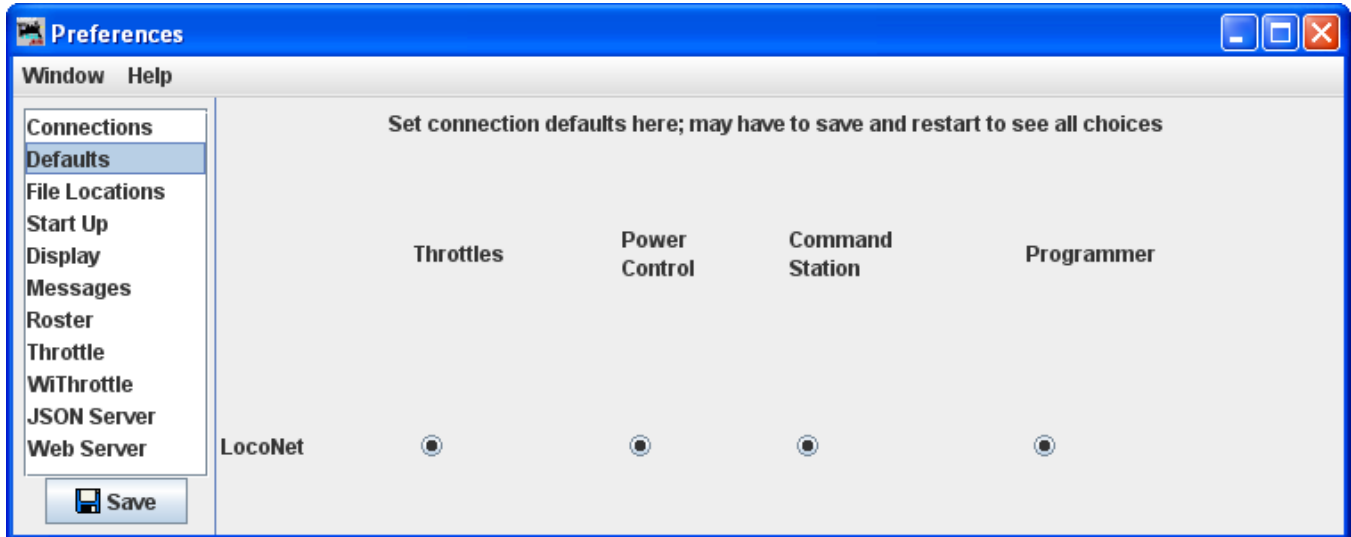 Preferences
Window Help
Connections
Defaults
File Locations
Start Up
Display
Messages
Roster
Throttle
WiThrottle
JSON Server
Web Server
Save
Set connection defaults here; may have to save and restart to see all choices
Throttles
Power
Control
Command
Station
Programmer
LocoNet